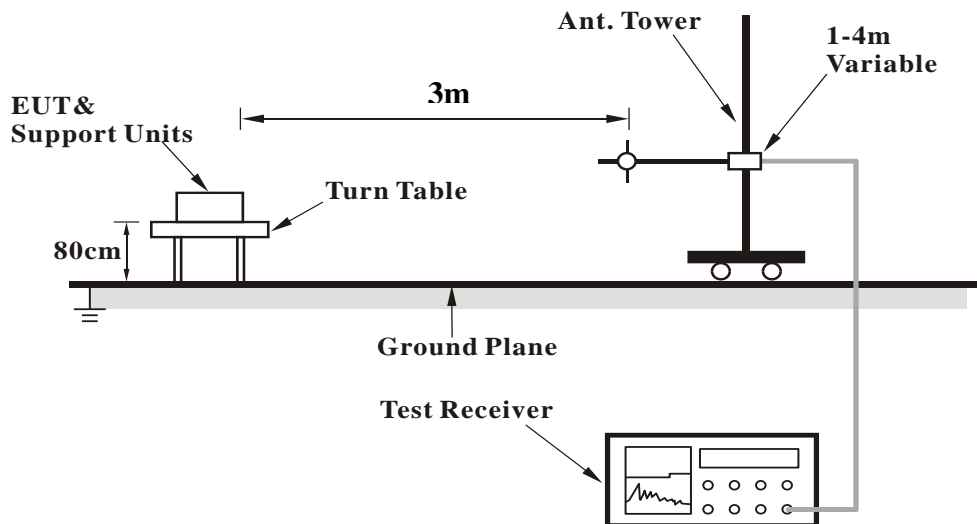 Ant. Tower
1-4m
Variable
EUT&
Support Units
3m
Turn Table
80cm
Ground Plane
Test Receiver